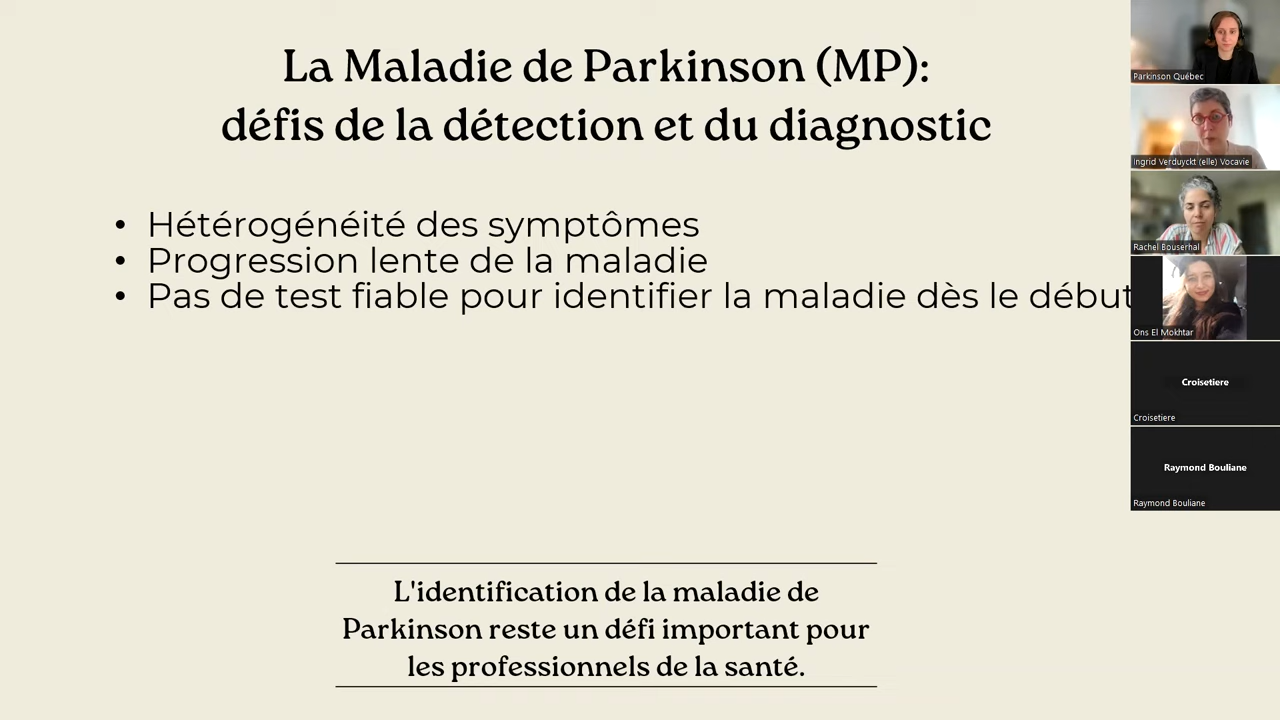 La Maladie de Parkinson (MP):
défis de la détection et du diagnostic
• Hétérogénéité des symptômes
• Progression lente de la maladie
• Pas de test fiable pour identifier la maladie dès le début
L'identification de la maladie de
Parkinson reste un défi important pour
les professionnels de la santé.
Parkinson Québec
Ingrid Verduyckt (elle) Vocavie
Rachel Bouserhal
Ons El Mokhtar
Croisetiere
Croisetiere
Raymond Bouliane
Raymond Bouliane